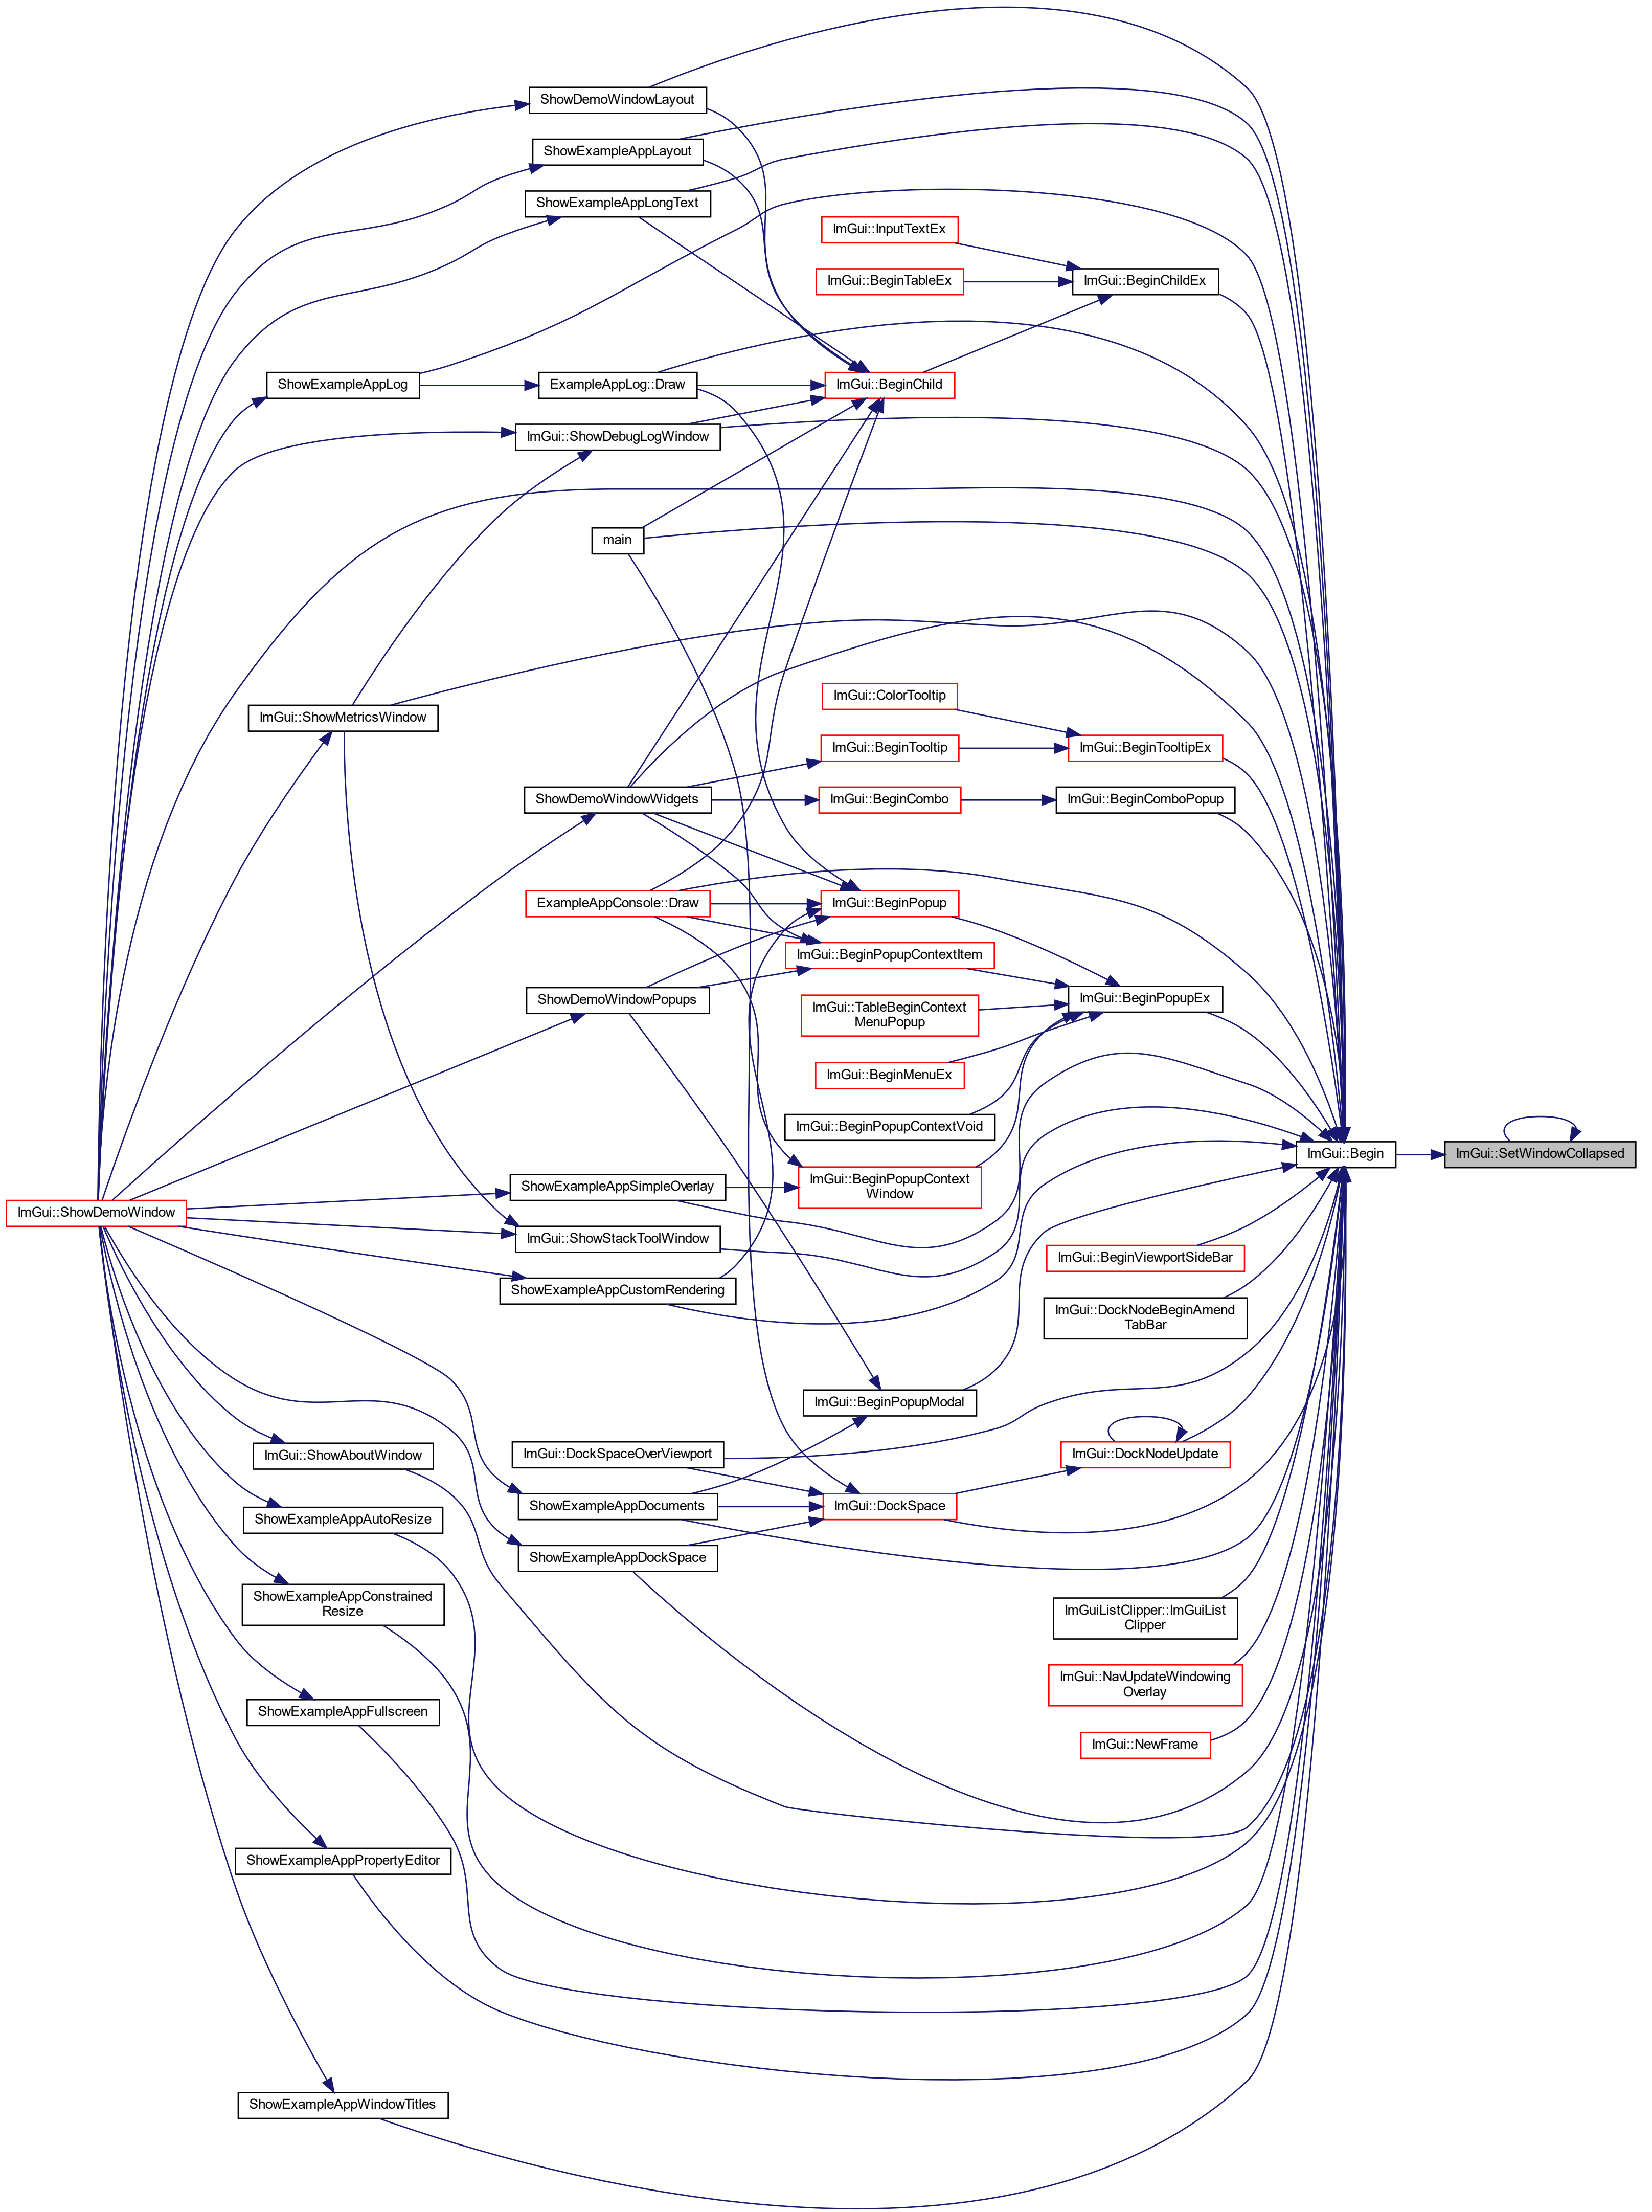 ShowDemoWindowLayout
ShowExampleAppLayout
ShowExampleAppLongText
ImGui::InputTextEx
ImGui::BeginTableEx
ImGui::BeginChildEx
ShowExampleAppLog
ExampleAppLog::Draw
ImGui::BeginChild
ImGui::ShowDebugLogWindow
main
ImGui::ColorTooltip
ImGui::ShowMetricsWindow
ImGui::BeginTooltip
ImGui::BeginTooltipEx
ShowDemoWindowWidgets
ImGui::BeginCombo
ImGui::BeginComboPopup
ExampleAppConsole::Draw
ImGui::BeginPopup
ImGui::BeginPopupContextItem
ShowDemoWindowPopups
ImGui::BeginPopupEx
ImGui::TableBeginContext
MenuPopup
ImGui::BeginMenuEx
ImGui::BeginPopupContextVoid
ImGui::Begin
ImGui::SetWindowCollapsed
ShowExampleAppSimpleOverlay
ImGui::BeginPopupContext
Window
ImGui::ShowDemoWindow
ImGui::ShowStackToolWindow
ImGui::BeginViewportSideBar
ShowExampleAppCustomRendering
ImGui::DockNodeBeginAmend
TabBar
ImGui::BeginPopupModal
ImGui::ShowAboutWindow
ImGui::DockSpaceOverViewport
ImGui::DockNodeUpdate
ShowExampleAppDocuments
ImGui::DockSpace
ShowExampleAppAutoResize
ShowExampleAppDockSpace
ShowExampleAppConstrained
Resize
ImGuiListClipper::ImGuiList
Clipper
ImGui::NavUpdateWindowing
Overlay
ShowExampleAppFullscreen
ImGui::NewFrame
ShowExampleAppPropertyEditor
ShowExampleAppWindowTitles